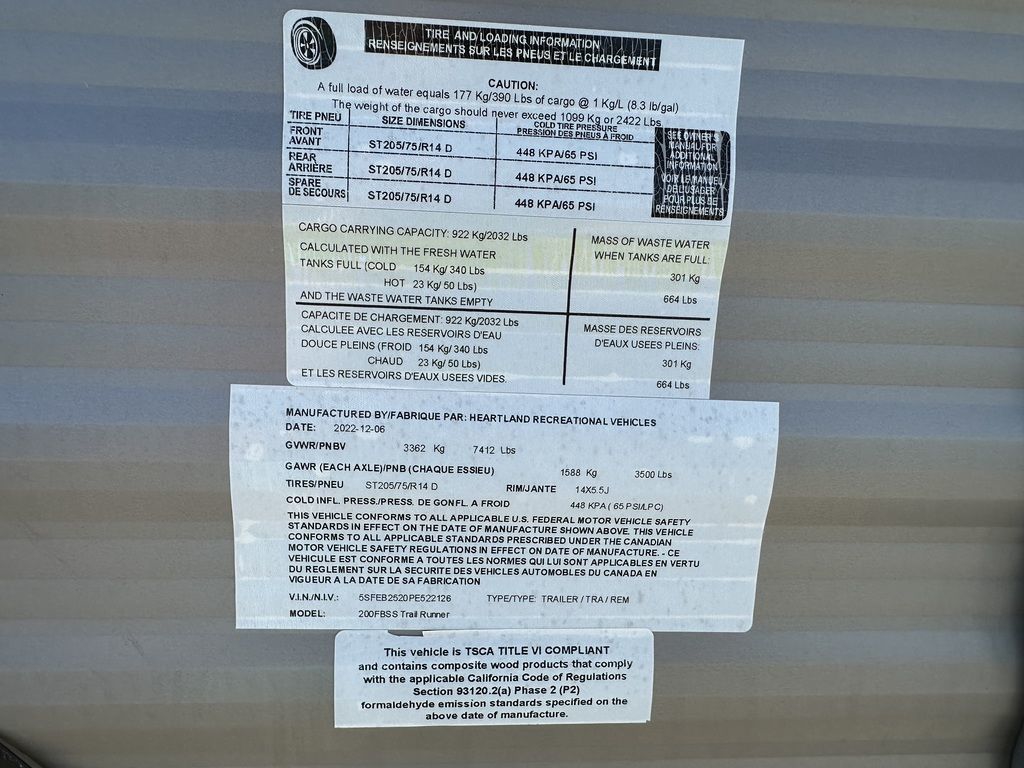 TIRE AND LOADING INFORMATION
RENSEIGNEMENTS SUR LES PNEUS ET LE CHARGEMENT
CAUTION:
A full load of water equals 177 Kg/390 Lbs of cargo @ 1 Kg/L (8.3 lb/gal)
The weight of the cargo should never exceed 1099 Kg or 2422 Lbs
TIRE PNEU SIZE DIMENSIONS COLD TIRE PRESSURE
PRESSION DES PNEUS À FROID
FRONT
AVANT ST205/75/R14 D 448 KPA/65 PSI
REAR
ARRIÈRE ST205/75/R14 D 448 KPA/65 PSI
SPARE
DE SECOURS ST205/75/R14 D 448 KPA/65 PSI
SEE OWNER'S
MANUAL FOR
ADDITIONAL
INFORMATION
VOIR LE MANUEL
DE L'USAGER
POUR PLUS DE
RENSEIGNEMENTS
CARGO CARRYING CAPACITY: 922 Kg/2032 Lbs
CALCULATED WITH THE FRESH WATER
TANKS FULL (COLD 154 Kg/ 340 Lbs
HOT 23 Kg/ 50 Lbs)
AND THE WASTE WATER TANKS EMPTY
MASS OF WASTE WATER
WHEN TANKS ARE FULL:
301 Kg
664 Lbs
CAPACITE DE CHARGEMENT: 922 Kg/2032 Lbs
CALCULEE AVEC LES RESERVOIRS D'EAU
DOUCE PLEINS (FROID 154 Kg/ 340 Lbs
CHAUD 23 Kg/ 50 Lbs)
ET LES RESERVOIRS D'EAUX USEES VIDES.
MASSE DES RESERVOIRS
D'EAUX USEES PLEINS:
301 Kg
664 Lbs
MANUFACTURED BY/FABRIQUE PAR: HEARTLAND RECREATIONAL VEHICLES
DATE: 2022-12-06
GVWR/PNBV 3362 Kg 7412 Lbs
GAWR (EACH AXLE)/PNB (CHAQUE ESSIEU) 1588 Kg 3500 Lbs
TIRES/PNEU ST205/75/R14 D RIM/JANTE 14X5.5J
COLD INFL. PRESS./PRESS. DE GONFL. A FROID 448 KPA ( 65 PSI/LPC)
THIS VEHICLE CONFORMS TO ALL APPLICABLE U.S. FEDERAL MOTOR VEHICLE SAFETY
STANDARDS IN EFFECT ON THE DATE OF MANUFACTURE SHOWN ABOVE. THIS VEHICLE
CONFORMS TO ALL APPLICABLE STANDARDS PRESCRIBED UNDER THE CANADIAN
MOTOR VEHICLE SAFETY REGULATIONS IN EFFECT ON DATE OF MANUFACTURE. - CE
VEHICULE EST CONFORME A TOUTES LES NORMES QUI LUI SONT APPLICABLES EN VERTU
DU REGLEMENT SUR LA SECURITE DES VEHICLES AUTOMOBILES DU CANADA EN
VIGUEUR A LA DATE DE SA FABRICATION
V.I.N./N.I.V.: 5SFEB2520PE522126 TYPE/TYPE: TRAILER / TRA / REM
MODEL: 200FBSS Trail Runner
This vehicle is TSCA TITLE VI COMPLIANT
and contains composite wood products that comply
with the applicable California Code of Regulations
Section 93120.2(a) Phase 2 (P2)
formaldehyde emission standards specified on the
above date of manufacture.